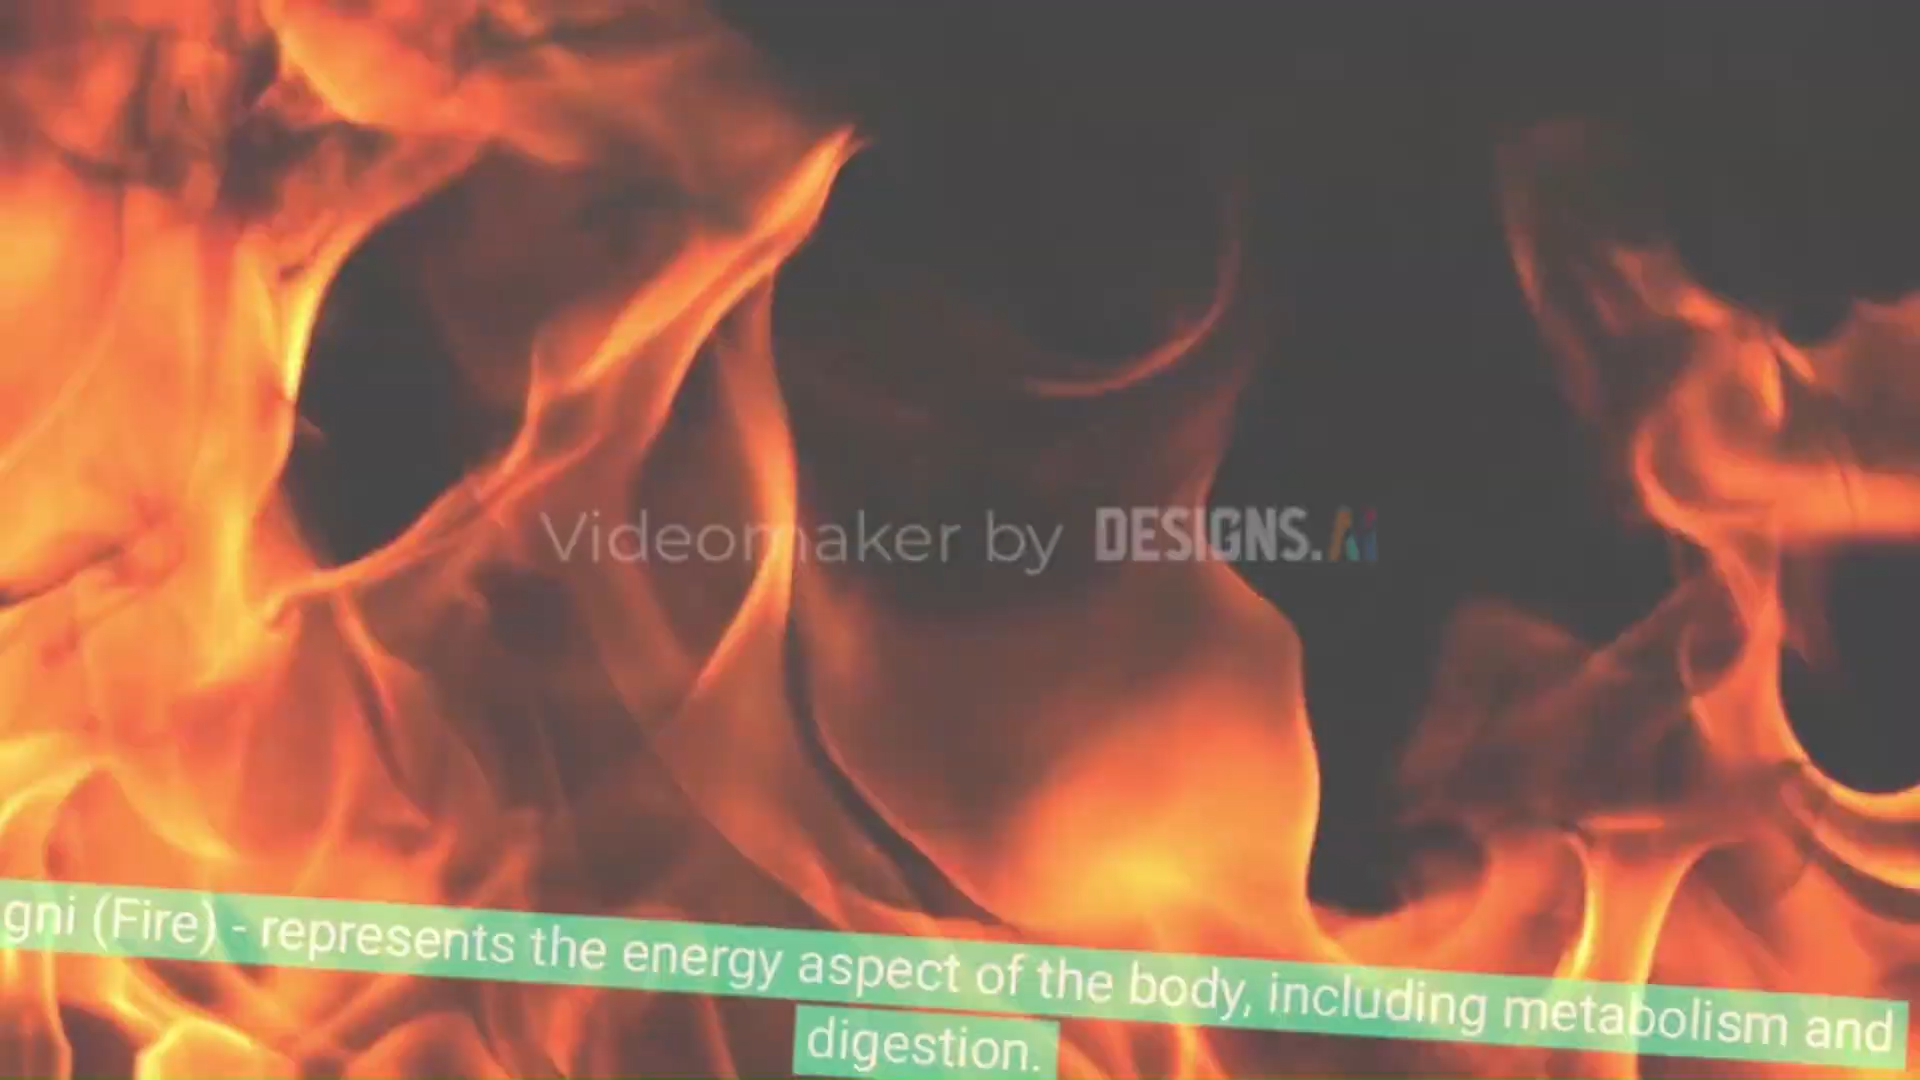 Videomaker by DESIGNS.AI
gni (Fire) - represents the energy aspect of the body, including metabolism and
digestion.